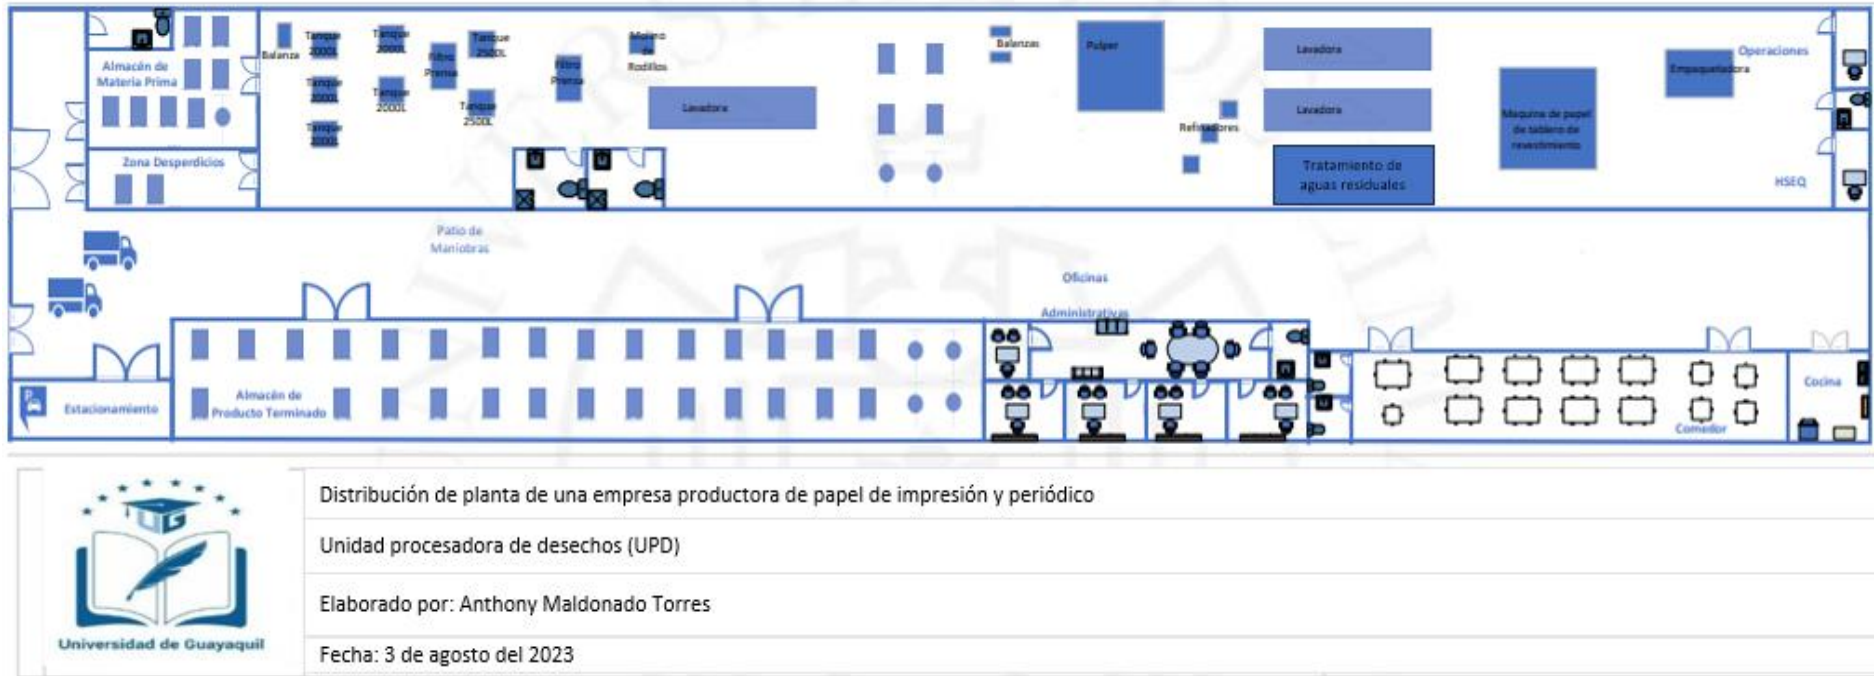 Almacén de
Materia Prima
Zona Desperdicios
Balanza
Tanque
2000L
Tanque
2000L
Tanque
2000L
Tanque
2000L
Tanque
2000L
Filtro
Prensa
Tanque
2500L
Tanque
2500L
Filtro
Prensa
Molino
de
Rodillos
Lavadora
Balanzas
Pulper
Refinadores
Lavadora
Lavadora
Tratamiento de
aguas residuales
Maquina de papel
de tablero de
revestimiento
Empaquetadora
Operaciones
HSEQ
Patio de
Maniobras
Oficinas
Administrativas
Estacionamiento
Almacén de
Producto Terminado
Comedor
Cocina
UG
Universidad de Guayaquil
Distribución de planta de una empresa productora de papel de impresión y periódico
Unidad procesadora de desechos (UPD)
Elaborado por: Anthony Maldonado Torres
Fecha: 3 de agosto del 2023